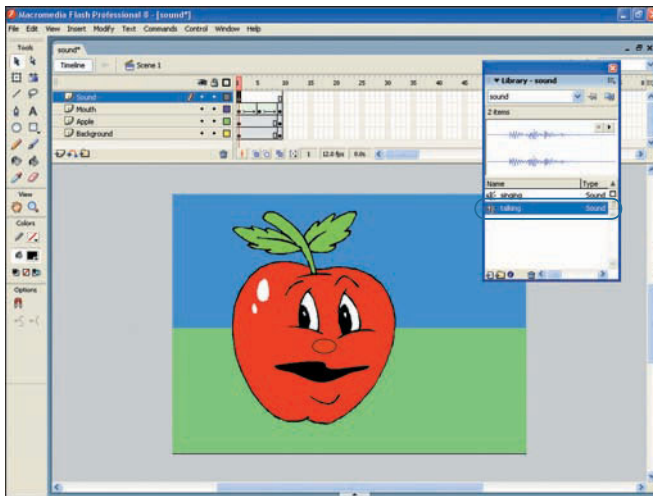 Macromedia Flash Professional 8 - [sound*]
File Edit View Insert Modify Text Commands Control Window Help
Tools
sound*
Timeline
Scene 1
1 5 10 15 20 25 30 35 40 45
Sound
Mouth
Apple
Background
1 12.0 fps 0.0s
View
Colors
Options
Library - sound
sound
2 items
Name Type
singing Sound
talking Sound